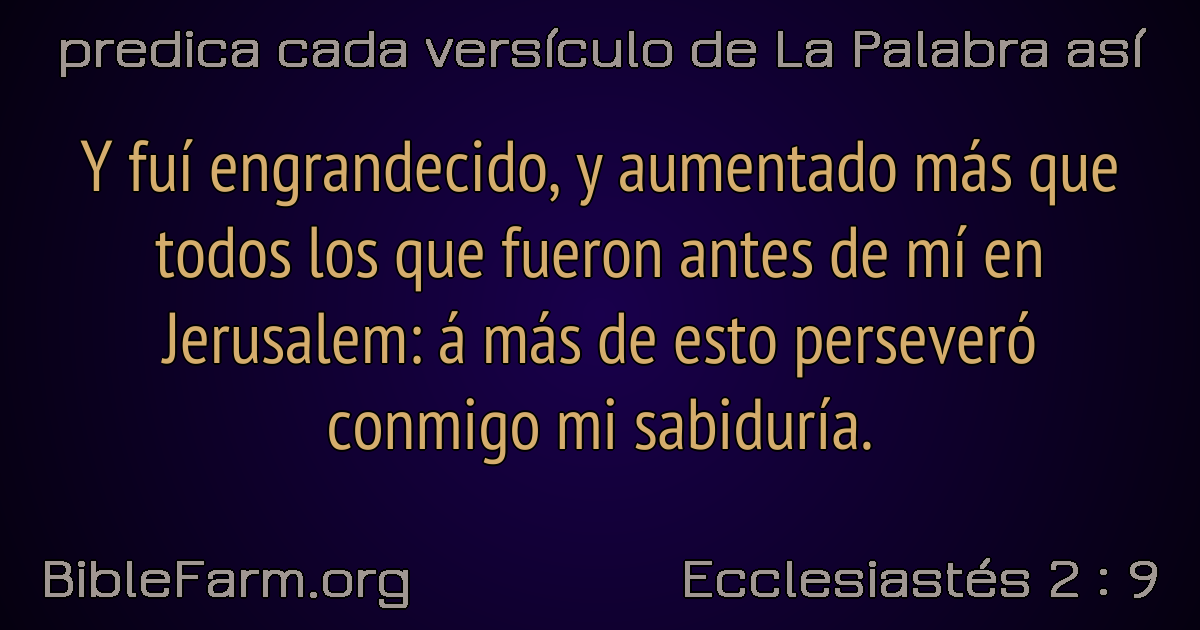 predica cada versículo de La Palabra así
Y fuí engrandecido, y aumentado más que
todos los que fueron antes de mí en
Jerusalem: á más de esto perseveró
conmigo mi sabiduría.
BibleFarm.org
Ecclesiastés 2 : 9